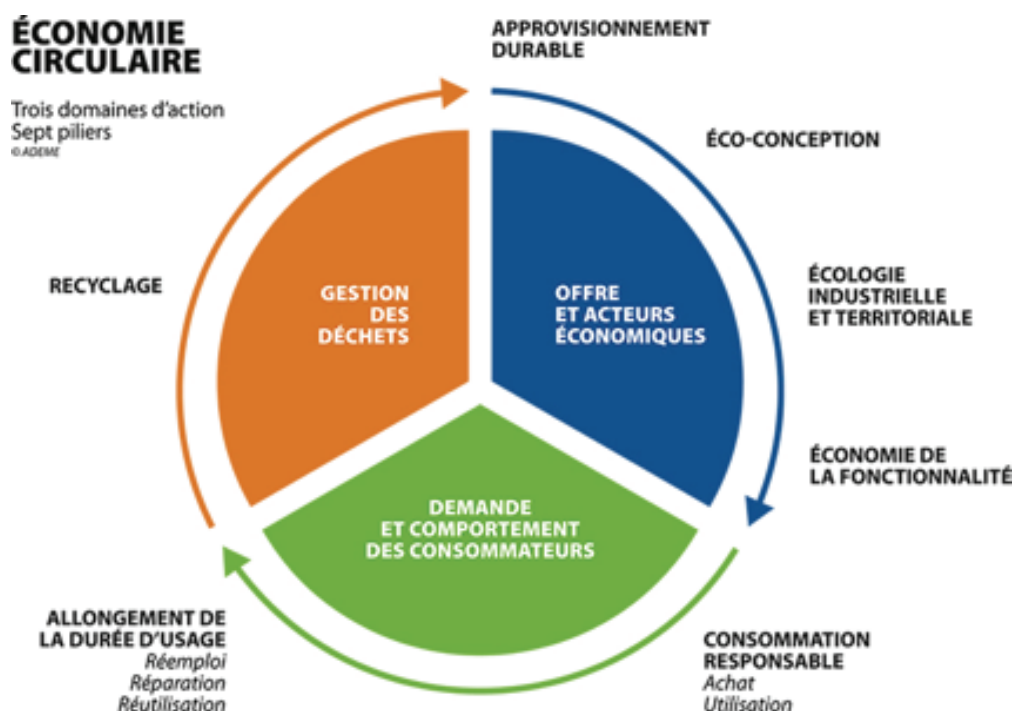 ÉCONOMIE
CIRCULAIRE
Trois domaines d'action
Sept piliers
© ADEME
APPROVISIONNEMENT
DURABLE
ÉCO-CONCEPTION
ÉCOLOGIE
INDUSTRIELLE
ET TERRITORIALE
ÉCONOMIE DE
LA FONCTIONNALITÉ
CONSOMMATION
RESPONSABLE
Achat
Utilisation
ALLONGEMENT DE
LA DURÉE D'USAGE
Réemploi
Réparation
Réutilisation
RECYCLAGE
GESTION
DES
DÉCHETS
OFFRE
ET ACTEURS
ÉCONOMIQUES
DEMANDE
ET COMPORTEMENT
DES CONSOMMATEURS